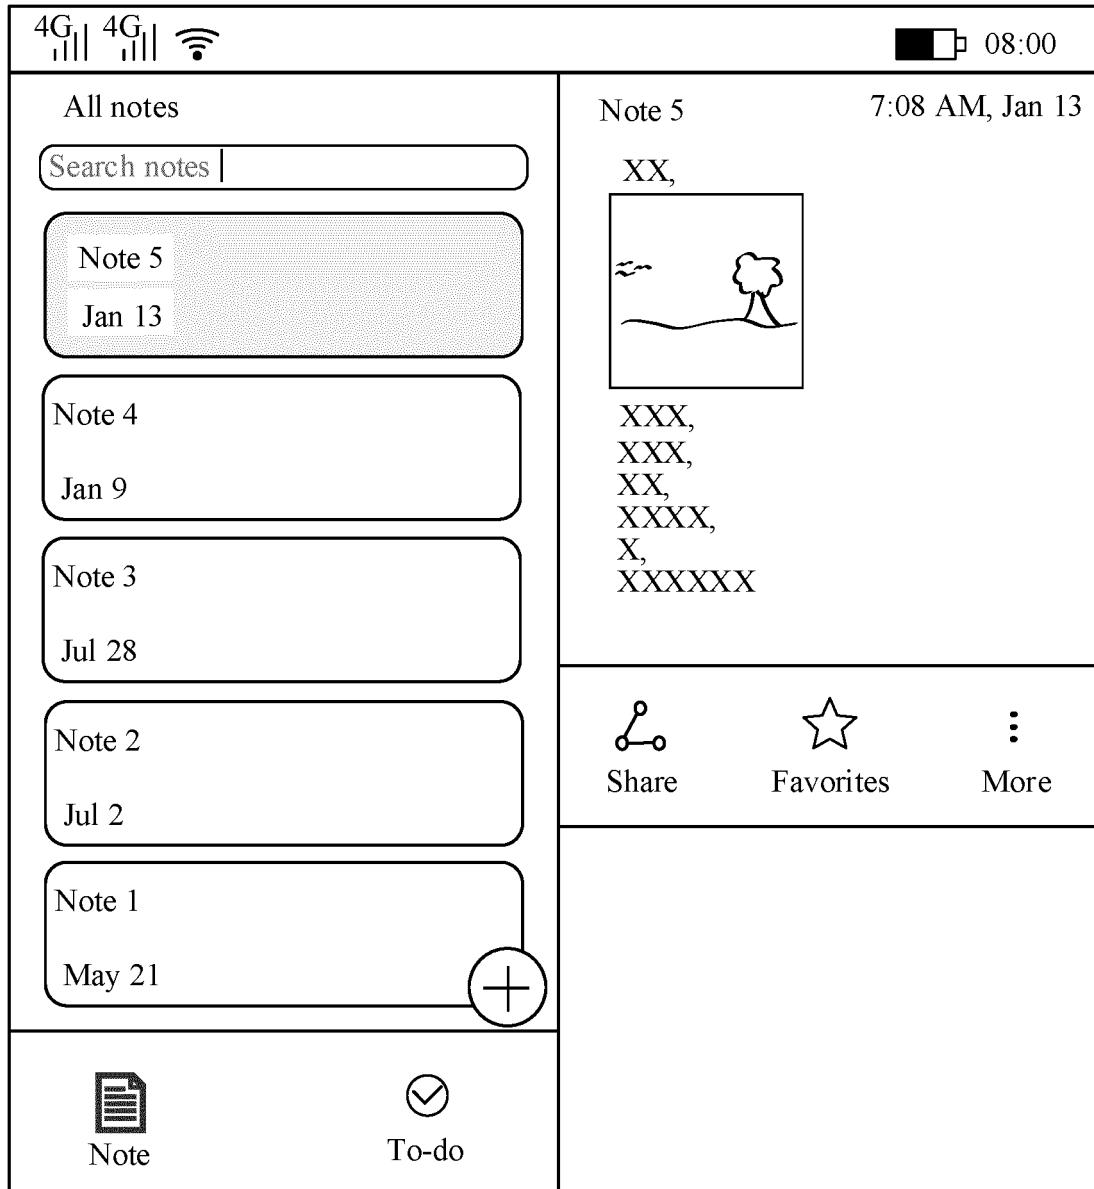 4G 4G 08:00
All notes
Search notes
Note 5
Jan 13
Note 4
Jan 9
Note 3
Jul 28
Note 2
Jul 2
Note 1
May 21
Note
To-do
Note 5 7:08 AM, Jan 13
XX,
XXX,
XXX,
XX,
XXXX,
X,
XXXXXX
Share Favorites More